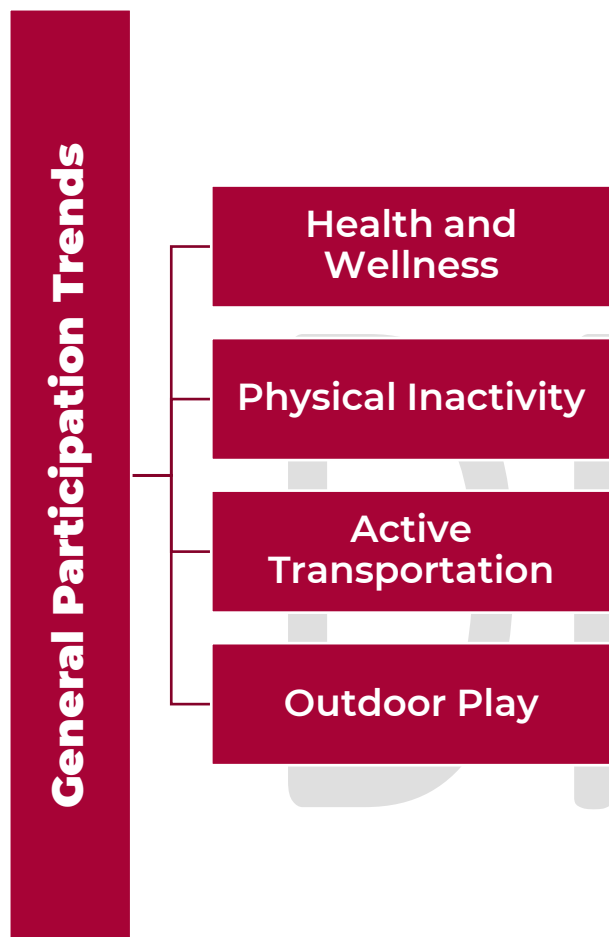 General Participation Trends
Health and
Wellness
Physical Inactivity
Active
Transportation
Outdoor Play